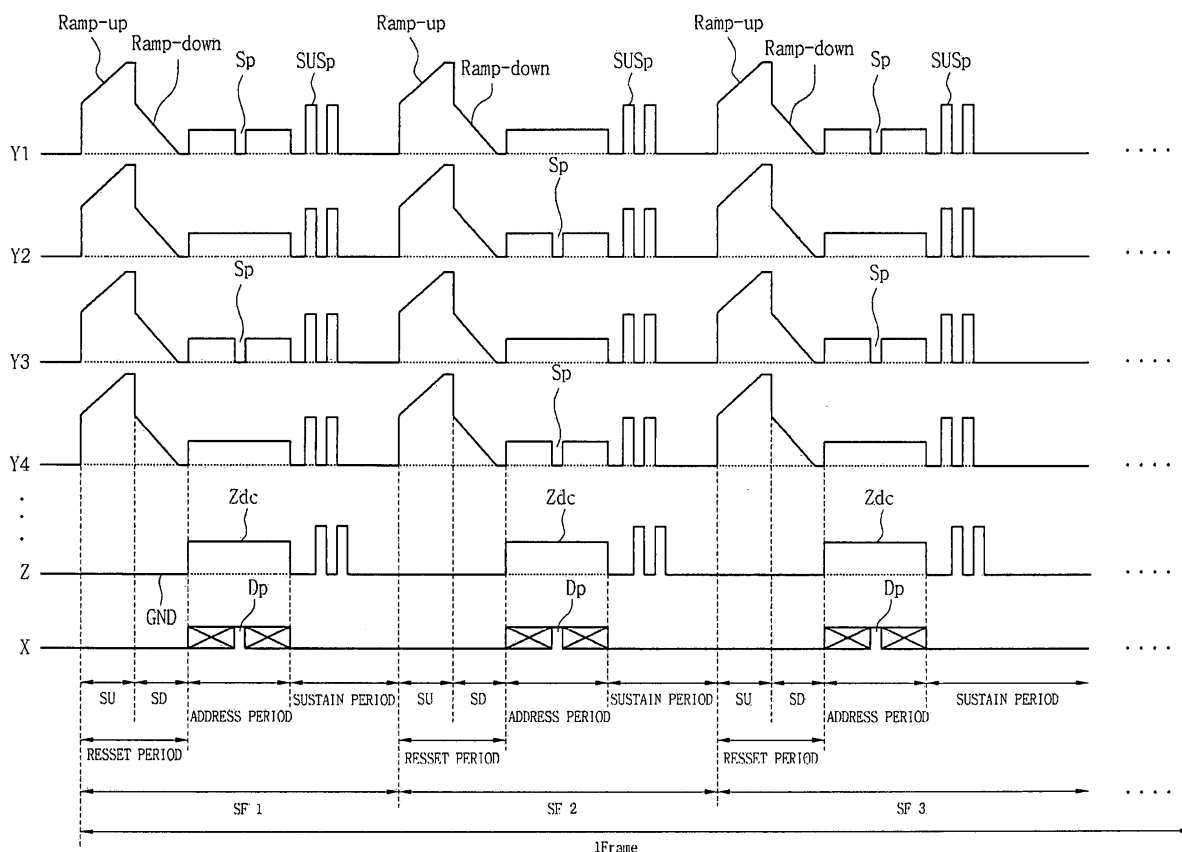 Ramp-up
Ramp-down
Sp
SUSp
Ramp-up
Ramp-down
SUSp
Ramp-up
Ramp-down
Sp
SUSp
Y1
....
Sp
Y2
....
Sp
Sp
Y3
....
Sp
Y4
....
Zdc
Zdc
Zdc
Z
....
GND
Dp
Dp
Dp
X
....
SU
SD
ADDRESS PERIOD
SUSTAIN PERIOD
SU
SD
ADDRESS PERIOD
SUSTAIN PERIOD
SU
SD
ADDRESS PERIOD
SUSTAIN PERIOD
RESSET PERIOD
RESSET PERIOD
RESSET PERIOD
....
SF 1
SF 2
SF 3
....
1Frame